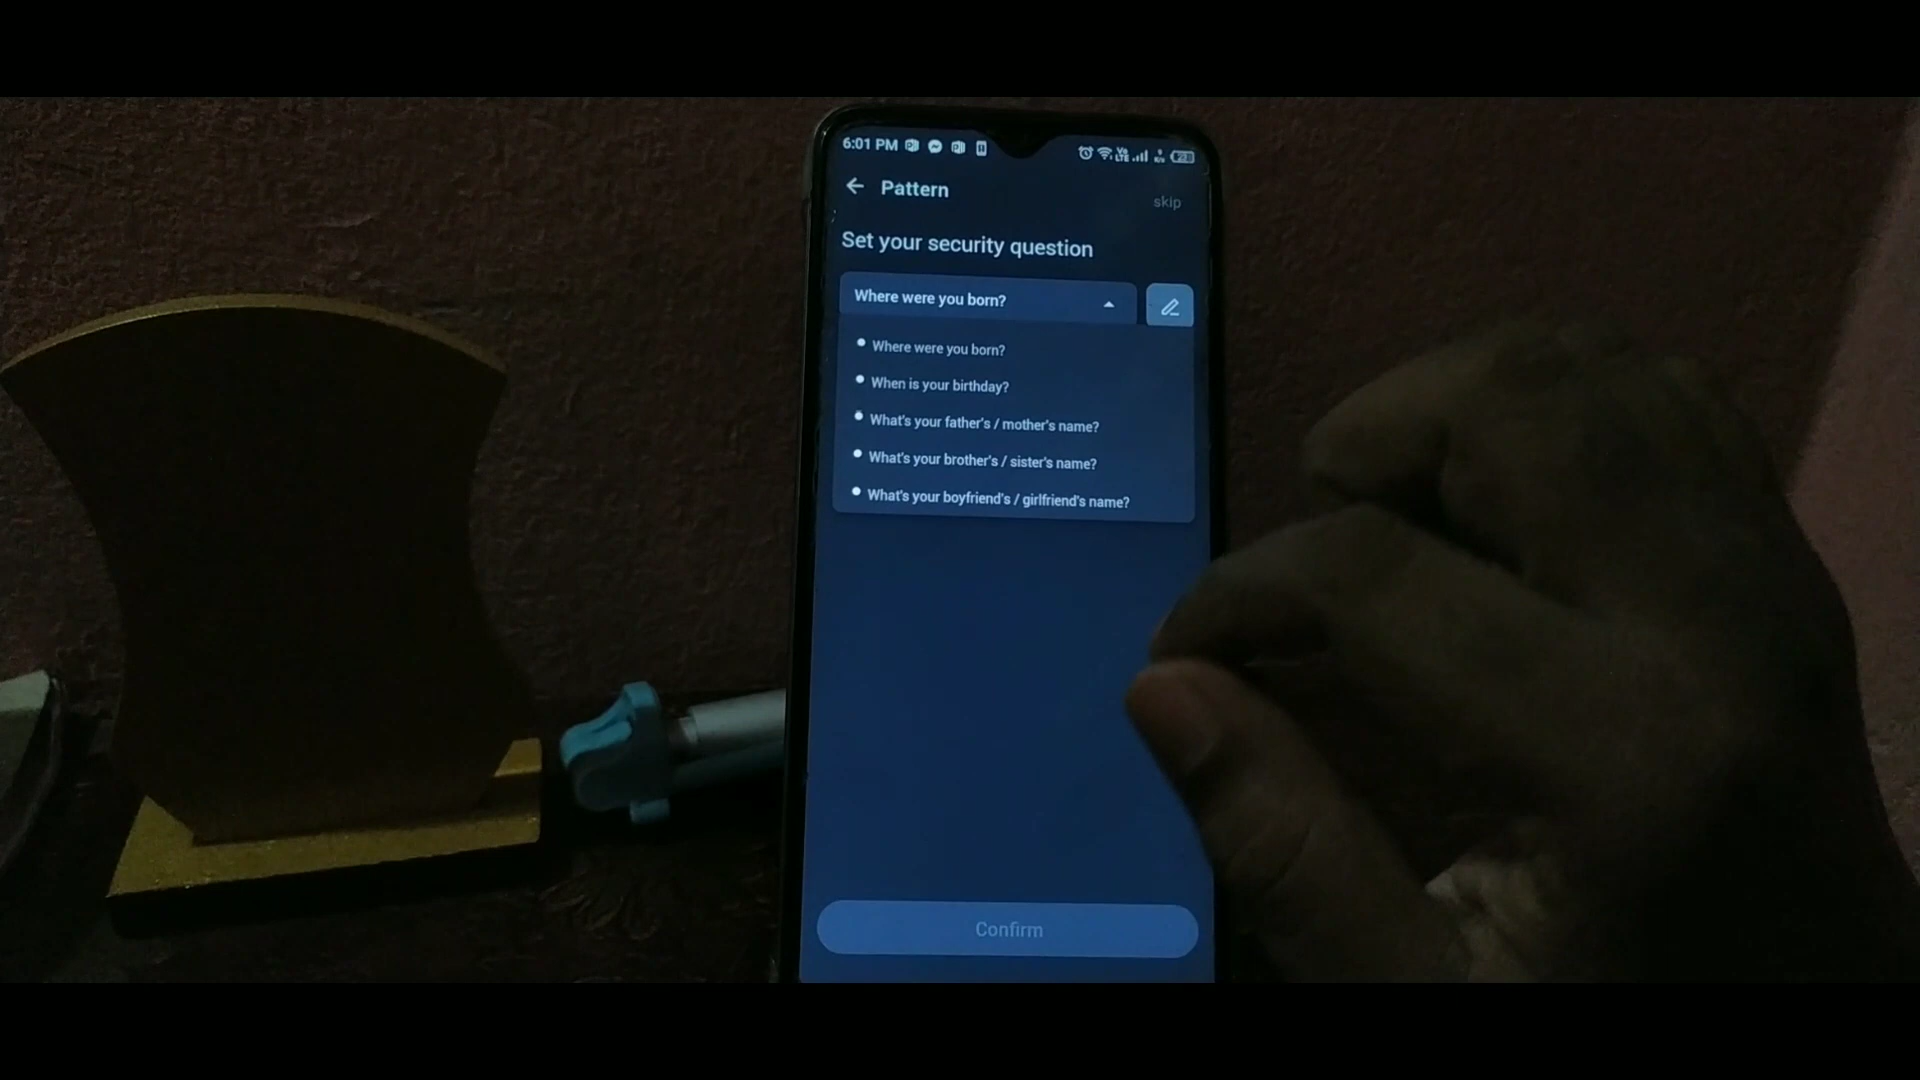 6:01 PM
Pattern
skip
Set your security question
Where were you born?
Where were you born?
When is your birthday?
What's your father's / mother's name?
What's your brother's / sister's name?
What's your boyfriend's / girlfriend's name?
Confirm